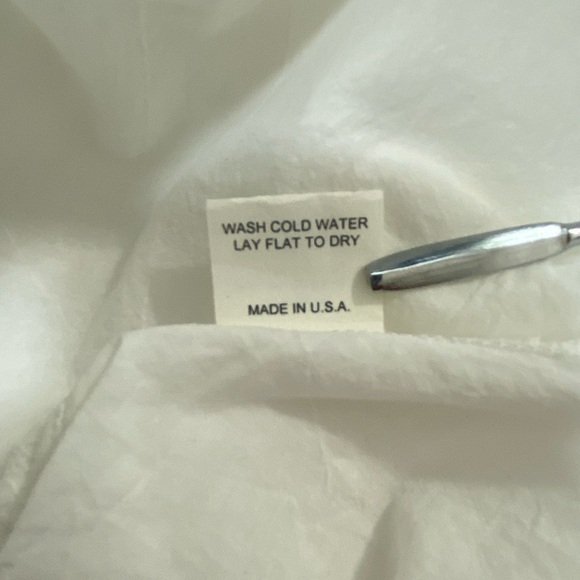 WASH COLD WATER
LAY FLAT TO DRY
MADE IN U.S.A.